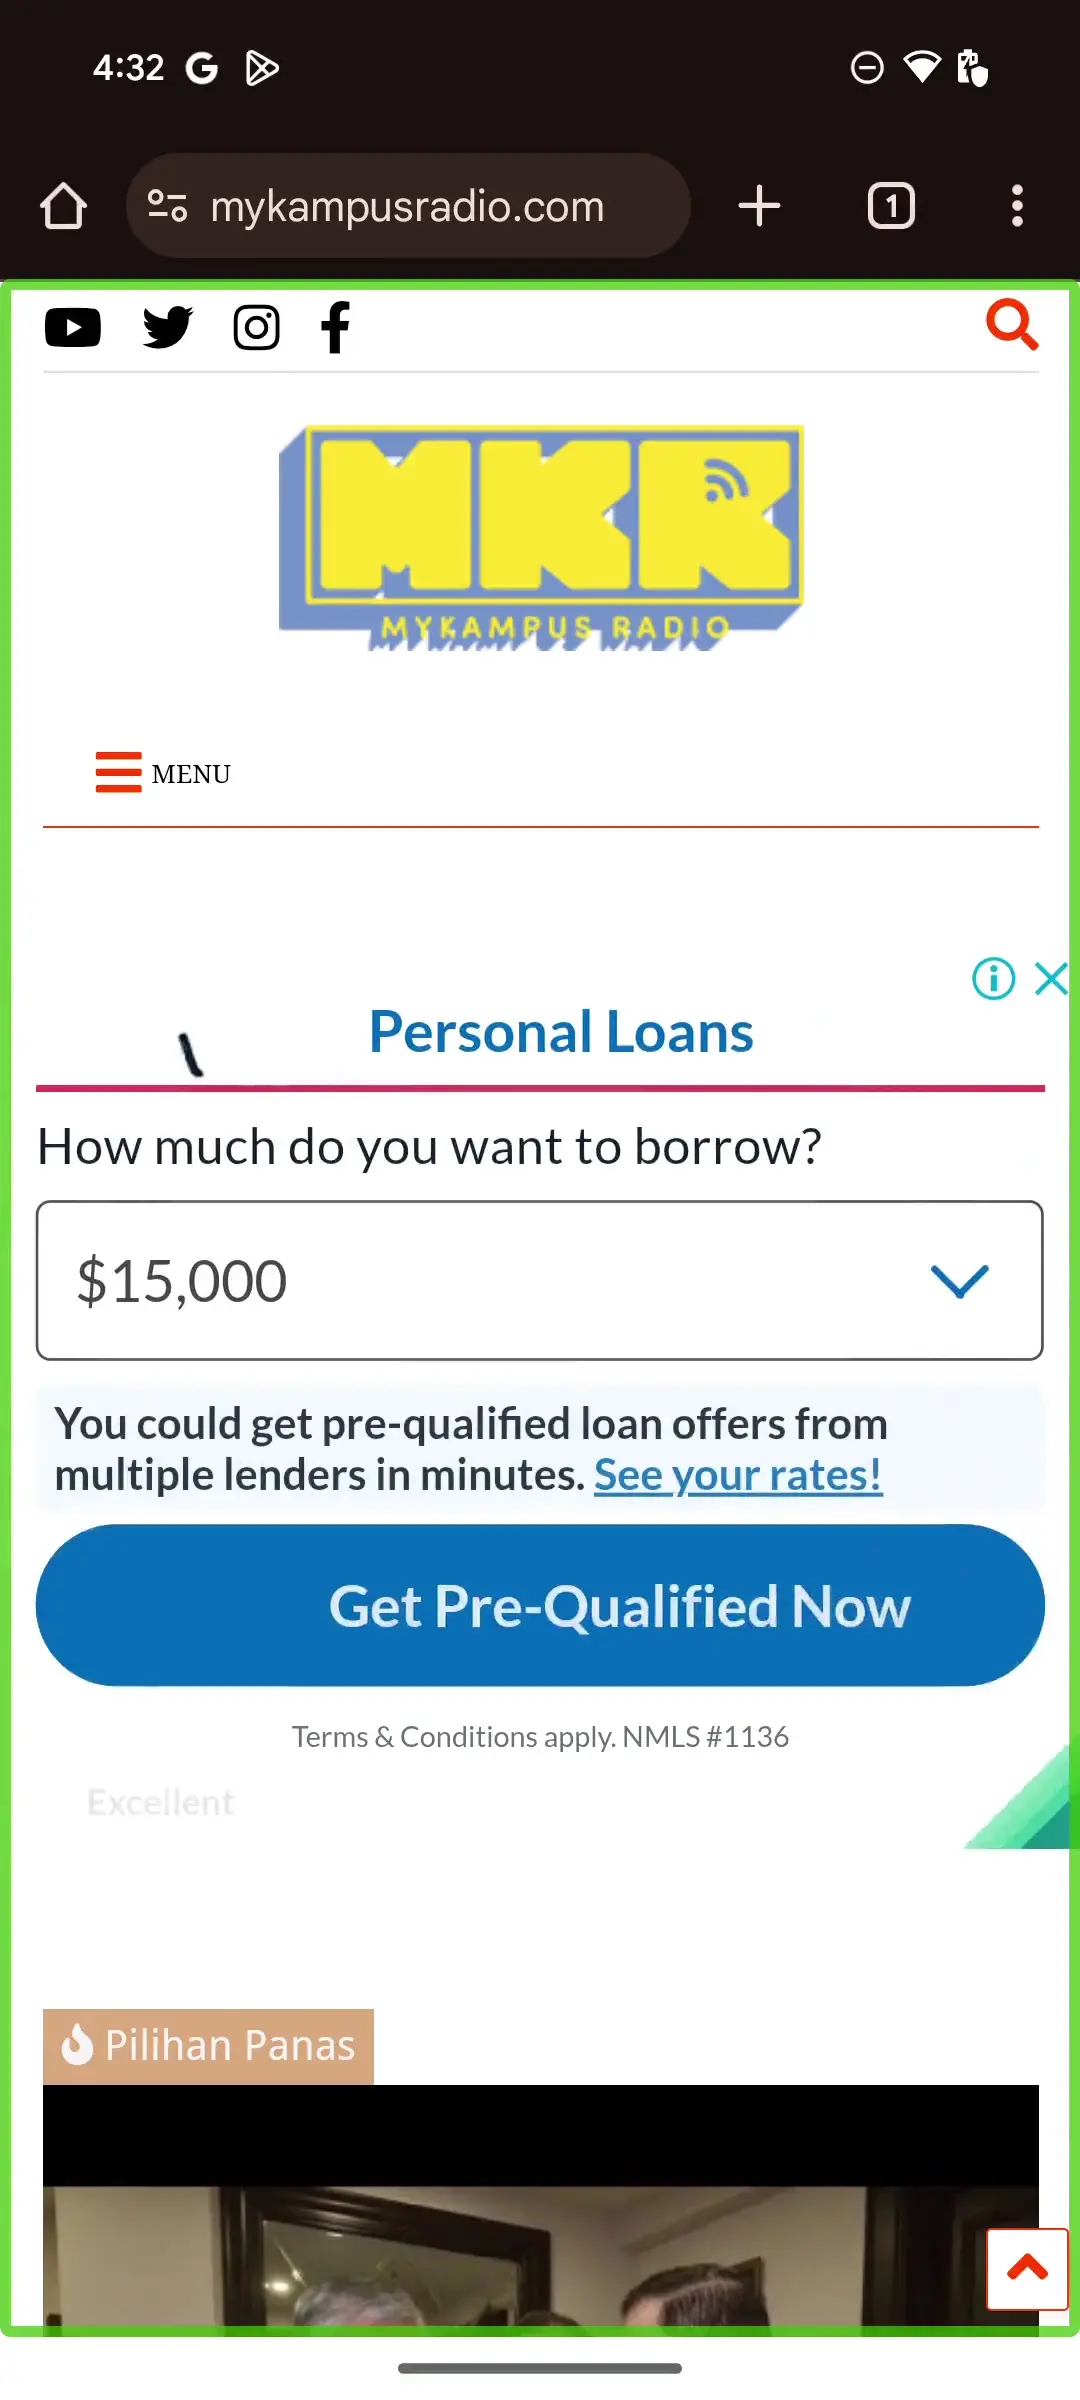 4:32
mykampusradio.com
1
MKR
MYKAMPUS RADIO
MENU
Personal Loans
How much do you want to borrow?
$15,000
You could get pre-qualified loan offers from
multiple lenders in minutes. See your rates!
Get Pre-Qualified Now
Terms & Conditions apply. NMLS #1136
Excellent
Pilihan Panas